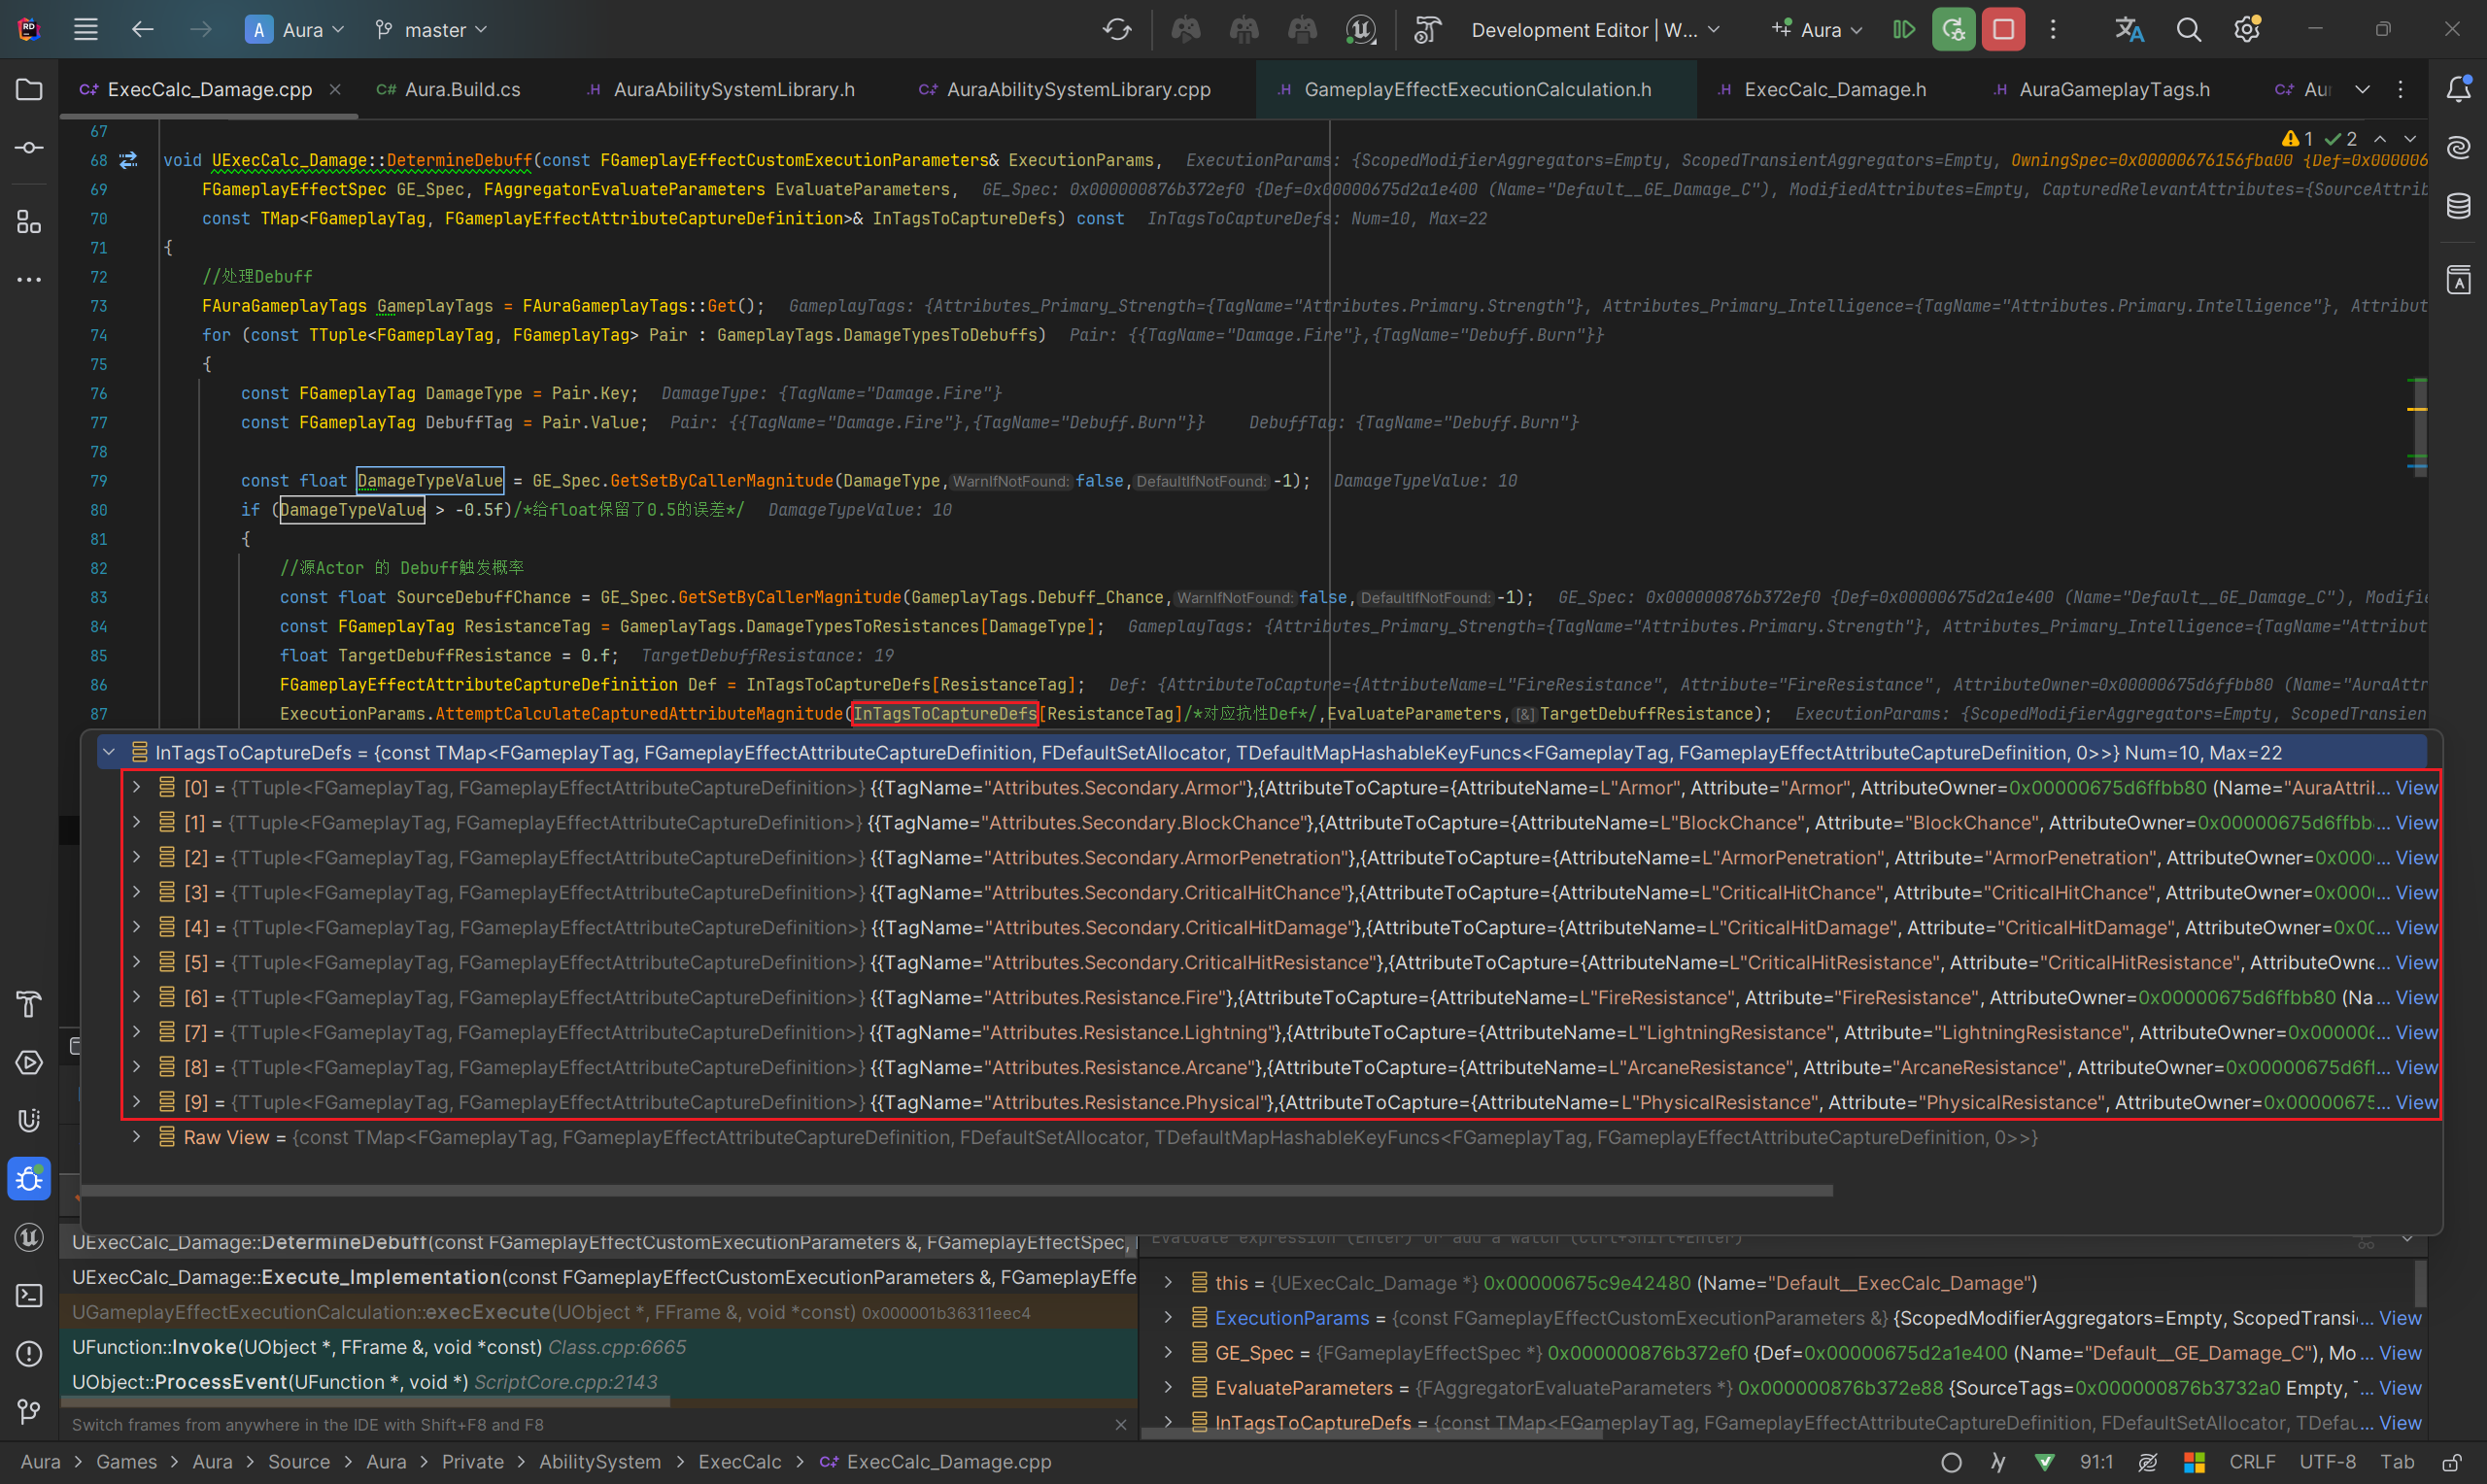 Aura master Development Editor | W... Aura
ExecCalc_Damage.cpp Aura.Build.cs AuraAbilitySystemLibrary.h AuraAbilitySystemLibrary.cpp GameplayEffectExecutionCalculation.h ExecCalc_Damage.h AuraGameplayTags.h Au
1 2
67
68 void UExecCalc_Damage::DetermineDebuff(const FGameplayEffectCustomExecutionParameters& ExecutionParams, ExecutionParams: {ScopedModifierAggregators=Empty, ScopedTransientAggregators=Empty, OwningSpec=0x00000676156fba00 {Def=0x000006
69 FGameplayEffectSpec GE_Spec, FAggregatorEvaluateParameters EvaluateParameters, GE_Spec: 0x000000876b372ef0 {Def=0x00000675d2a1e400 (Name="Default__GE_Damage_C"), ModifiedAttributes=Empty, CapturedRelevantAttributes={SourceAttrib
70 const TMap<FGameplayTag, FGameplayEffectAttributeCaptureDefinition>& InTagsToCaptureDefs) const InTagsToCaptureDefs: Num=10, Max=22
71 {
72 //处理Debuff
73 FAuraGameplayTags GameplayTags = FAuraGameplayTags::Get(); GameplayTags: {Attributes_Primary_Strength={TagName="Attributes.Primary.Strength"}, Attributes_Primary_Intelligence={TagName="Attributes.Primary.Intelligence"}, Attribut
74 for (const TTuple<FGameplayTag, FGameplayTag> Pair : GameplayTags.DamageTypesToDebuffs) Pair: {{TagName="Damage.Fire"},{TagName="Debuff.Burn"}}
75 {
76 const FGameplayTag DamageType = Pair.Key; DamageType: {TagName="Damage.Fire"}
77 const FGameplayTag DebuffTag = Pair.Value; Pair: {{TagName="Damage.Fire"},{TagName="Debuff.Burn"}} DebuffTag: {TagName="Debuff.Burn"}
78
79 const float DamageTypeValue = GE_Spec.GetSetByCallerMagnitude(DamageType, WarnIfNotFound: false, DefaultIfNotFound: -1); DamageTypeValue: 10
80 if (DamageTypeValue > -0.5f)/*给float保留了0.5的误差*/ DamageTypeValue: 10
81 {
82 //源Actor 的 Debuff触发概率
83 const float SourceDebuffChance = GE_Spec.GetSetByCallerMagnitude(GameplayTags.Debuff_Chance, WarnIfNotFound: false, DefaultIfNotFound: -1); GE_Spec: 0x000000876b372ef0 {Def=0x00000675d2a1e400 (Name="Default__GE_Damage_C"), Modifie
84 const FGameplayTag ResistanceTag = GameplayTags.DamageTypesToResistances[DamageType]; GameplayTags: {Attributes_Primary_Strength={TagName="Attributes.Primary.Strength"}, Attributes_Primary_Intelligence={TagName="Attribut
85 float TargetDebuffResistance = 0.f; TargetDebuffResistance: 19
86 FGameplayEffectAttributeCaptureDefinition Def = InTagsToCaptureDefs[ResistanceTag]; Def: {AttributeToCapture={AttributeName=L"FireResistance", Attribute="FireResistance", AttributeOwner=0x00000675d6ffbb80 (Name="AuraAttr
87 ExecutionParams.AttemptCalculateCapturedAttributeMagnitude(InTagsToCaptureDefs[ResistanceTag]/*对应抗性Def*/,EvaluateParameters, [&] TargetDebuffResistance); ExecutionParams: {ScopedModifierAggregators=Empty, ScopedTransien
InTagsToCaptureDefs = {const TMap<FGameplayTag, FGameplayEffectAttributeCaptureDefinition, FDefaultSetAllocator, TDefaultMapHashableKeyFuncs<FGameplayTag, FGameplayEffectAttributeCaptureDefinition, 0>>} Num=10, Max=22
[0] = {TTuple<FGameplayTag, FGameplayEffectAttributeCaptureDefinition>} {{TagName="Attributes.Secondary.Armor"},{AttributeToCapture={AttributeName=L"Armor", Attribute="Armor", AttributeOwner=0x00000675d6ffbb80 (Name="AuraAttril... View
[1] = {TTuple<FGameplayTag, FGameplayEffectAttributeCaptureDefinition>} {{TagName="Attributes.Secondary.BlockChance"},{AttributeToCapture={AttributeName=L"BlockChance", Attribute="BlockChance", AttributeOwner=0x00000675d6ffbb... View
[2] = {TTuple<FGameplayTag, FGameplayEffectAttributeCaptureDefinition>} {{TagName="Attributes.Secondary.ArmorPenetration"},{AttributeToCapture={AttributeName=L"ArmorPenetration", Attribute="ArmorPenetration", AttributeOwner=0x000... View
[3] = {TTuple<FGameplayTag, FGameplayEffectAttributeCaptureDefinition>} {{TagName="Attributes.Secondary.CriticalHitChance"},{AttributeToCapture={AttributeName=L"CriticalHitChance", Attribute="CriticalHitChance", AttributeOwner=0x000... View
[4] = {TTuple<FGameplayTag, FGameplayEffectAttributeCaptureDefinition>} {{TagName="Attributes.Secondary.CriticalHitDamage"},{AttributeToCapture={AttributeName=L"CriticalHitDamage", Attribute="CriticalHitDamage", AttributeOwner=0x00... View
[5] = {TTuple<FGameplayTag, FGameplayEffectAttributeCaptureDefinition>} {{TagName="Attributes.Secondary.CriticalHitResistance"},{AttributeToCapture={AttributeName=L"CriticalHitResistance", Attribute="CriticalHitResistance", AttributeOwne... View
[6] = {TTuple<FGameplayTag, FGameplayEffectAttributeCaptureDefinition>} {{TagName="Attributes.Resistance.Fire"},{AttributeToCapture={AttributeName=L"FireResistance", Attribute="FireResistance", AttributeOwner=0x00000675d6ffbb80 (Na... View
[7] = {TTuple<FGameplayTag, FGameplayEffectAttributeCaptureDefinition>} {{TagName="Attributes.Resistance.Lightning"},{AttributeToCapture={AttributeName=L"LightningResistance", Attribute="LightningResistance", AttributeOwner=0x000006... View
[8] = {TTuple<FGameplayTag, FGameplayEffectAttributeCaptureDefinition>} {{TagName="Attributes.Resistance.Arcane"},{AttributeToCapture={AttributeName=L"ArcaneResistance", Attribute="ArcaneResistance", AttributeOwner=0x00000675d6ff... View
[9] = {TTuple<FGameplayTag, FGameplayEffectAttributeCaptureDefinition>} {{TagName="Attributes.Resistance.Physical"},{AttributeToCapture={AttributeName=L"PhysicalResistance", Attribute="PhysicalResistance", AttributeOwner=0x00000675... View
Raw View = {const TMap<FGameplayTag, FGameplayEffectAttributeCaptureDefinition, FDefaultSetAllocator, TDefaultMapHashableKeyFuncs<FGameplayTag, FGameplayEffectAttributeCaptureDefinition, 0>>}
UExecCalc_Damage::DetermineDebuff(const FGameplayEffectCustomExecutionParameters &, FGameplayEffectSpec,
Evaluate expression (Enter) or add a watch (Ctrl+Shift+Enter)
UExecCalc_Damage::Execute_Implementation(const FGameplayEffectCustomExecutionParameters &, FGameplayEffe
UGameplayEffectExecutionCalculation::execExecute(UObject *, FFrame &, void *const) 0x000001b36311eec4
UFunction::Invoke(UObject *, FFrame &, void *const) Class.cpp:6665
UObject::ProcessEvent(UFunction *, void *) ScriptCore.cpp:2143
Switch frames from anywhere in the IDE with Shift+F8 and F8
this = {UExecCalc_Damage *} 0x00000675c9e42480 (Name="Default__ExecCalc_Damage")
ExecutionParams = {const FGameplayEffectCustomExecutionParameters &} {ScopedModifierAggregators=Empty, ScopedTransi... View
GE_Spec = {FGameplayEffectSpec *} 0x000000876b372ef0 {Def=0x00000675d2a1e400 (Name="Default__GE_Damage_C"), Mo... View
EvaluateParameters = {FAggregatorEvaluateParameters *} 0x000000876b372e88 {SourceTags=0x000000876b3732a0 Empty, ... View
InTagsToCaptureDefs = {const TMap<FGameplayTag, FGameplayEffectAttributeCaptureDefinition, FDefaultSetAllocator, TDefau... View
Aura > Games > Aura > Source > Aura > Private > AbilitySystem > ExecCalc > ExecCalc_Damage.cpp 91:1 CRLF UTF-8 Tab